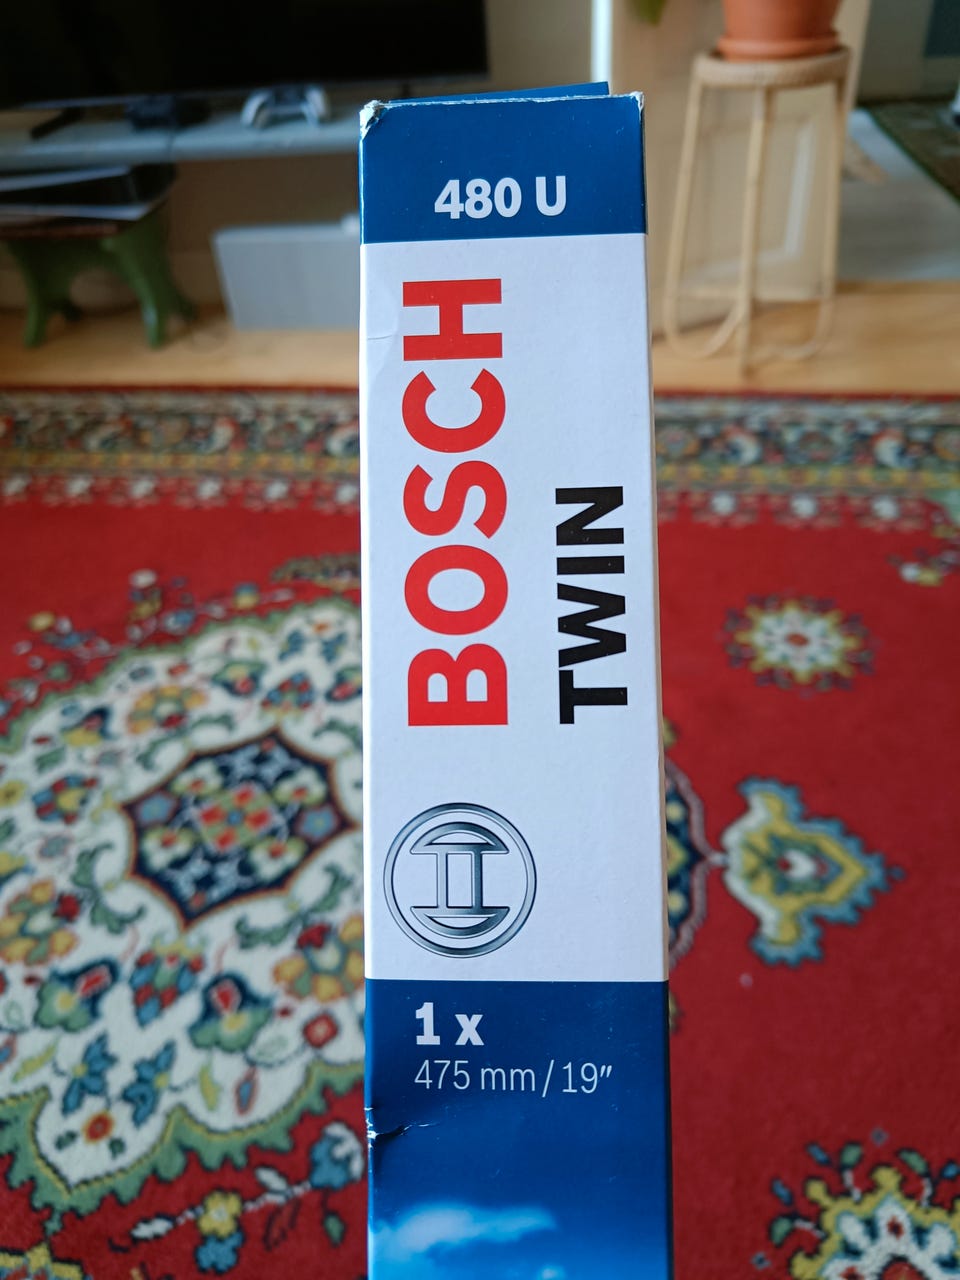 480 U
BOSCH
TWIN
1 x
475 mm / 19″